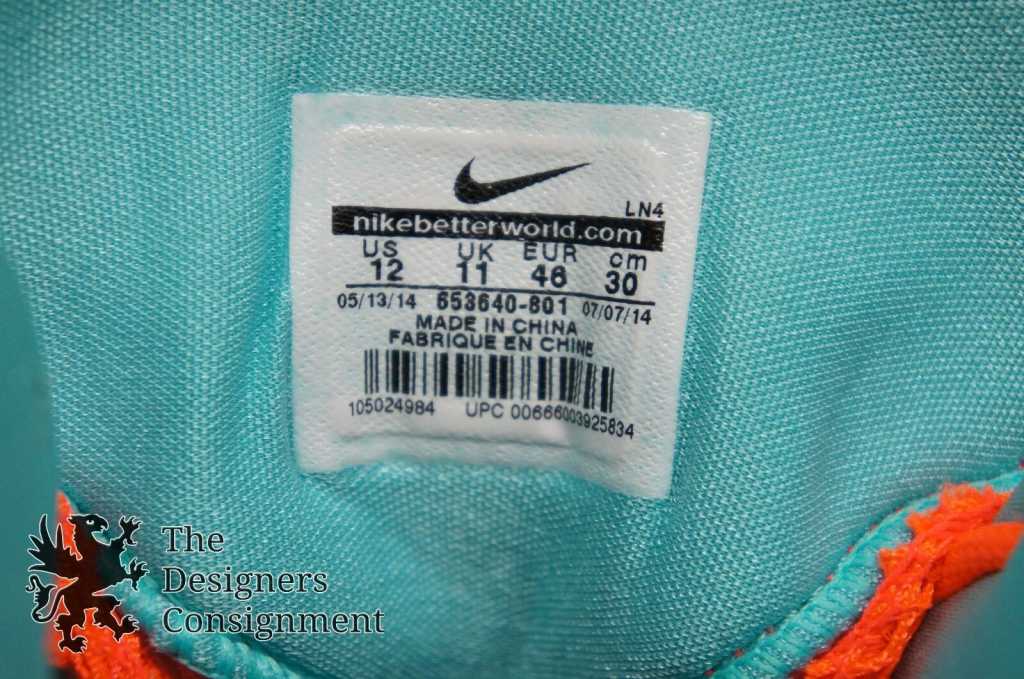 LN4
nikebetterworld.com
US UK EUR cm
12 11 46 30
05/13/14 653640-801 07/07/14
MADE IN CHINA
FABRIQUE EN CHINE
105024984 UPC 00666003925834
The
Designers
Consignment